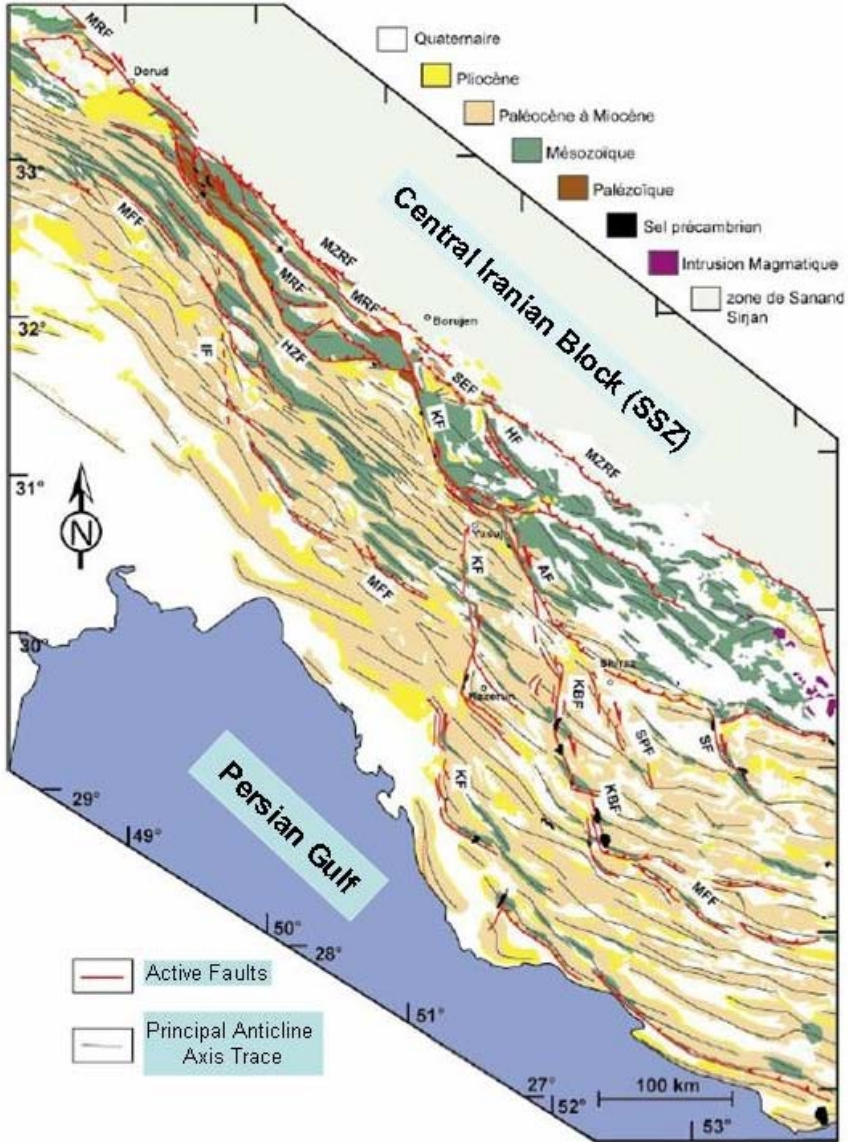 Quaternaire
Pliocène
Paléocène à Miocène
Mésozoïque
Palézoïque
Sel précambrien
Intrusion Magmatique
zone de Sanand
Sirjan
MRF
Dorud
33°
MFF
MZRF
MRF
MRF
Central Iranian Block (SSZ)
Borujen
32°
IF
HZF
SEF
KF
HF
MZRF
31°
N
Yasuj
KF
AF
MFF
30°
Shiraz
Kazerun
KBF
SPF
SF
KF
KBF
MFF
Persian Gulf
29°
49°
50°
28°
51°
27°
52°
53°
100 km
Active Faults
Principal Anticline
Axis Trace